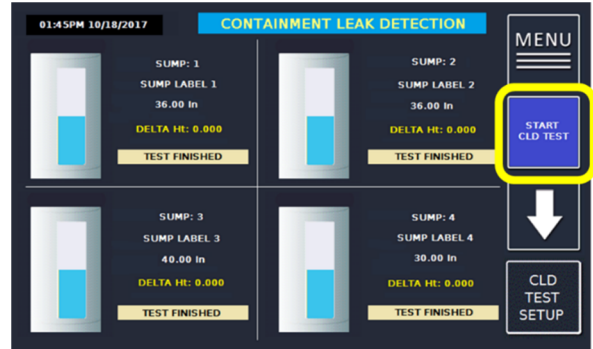 01:45PM 10/18/2017
CONTAINMENT LEAK DETECTION
MENU
SUMP: 1
SUMP LABEL 1
36.00 In
DELTA Ht: 0.000
TEST FINISHED
SUMP: 2
SUMP LABEL 2
36.00 In
DELTA Ht: 0.000
TEST FINISHED
START
CLD TEST
SUMP: 3
SUMP LABEL 3
40.00 In
DELTA Ht: 0.000
TEST FINISHED
SUMP: 4
SUMP LABEL 4
30.00 In
DELTA Ht: 0.000
TEST FINISHED
CLD
TEST
SETUP